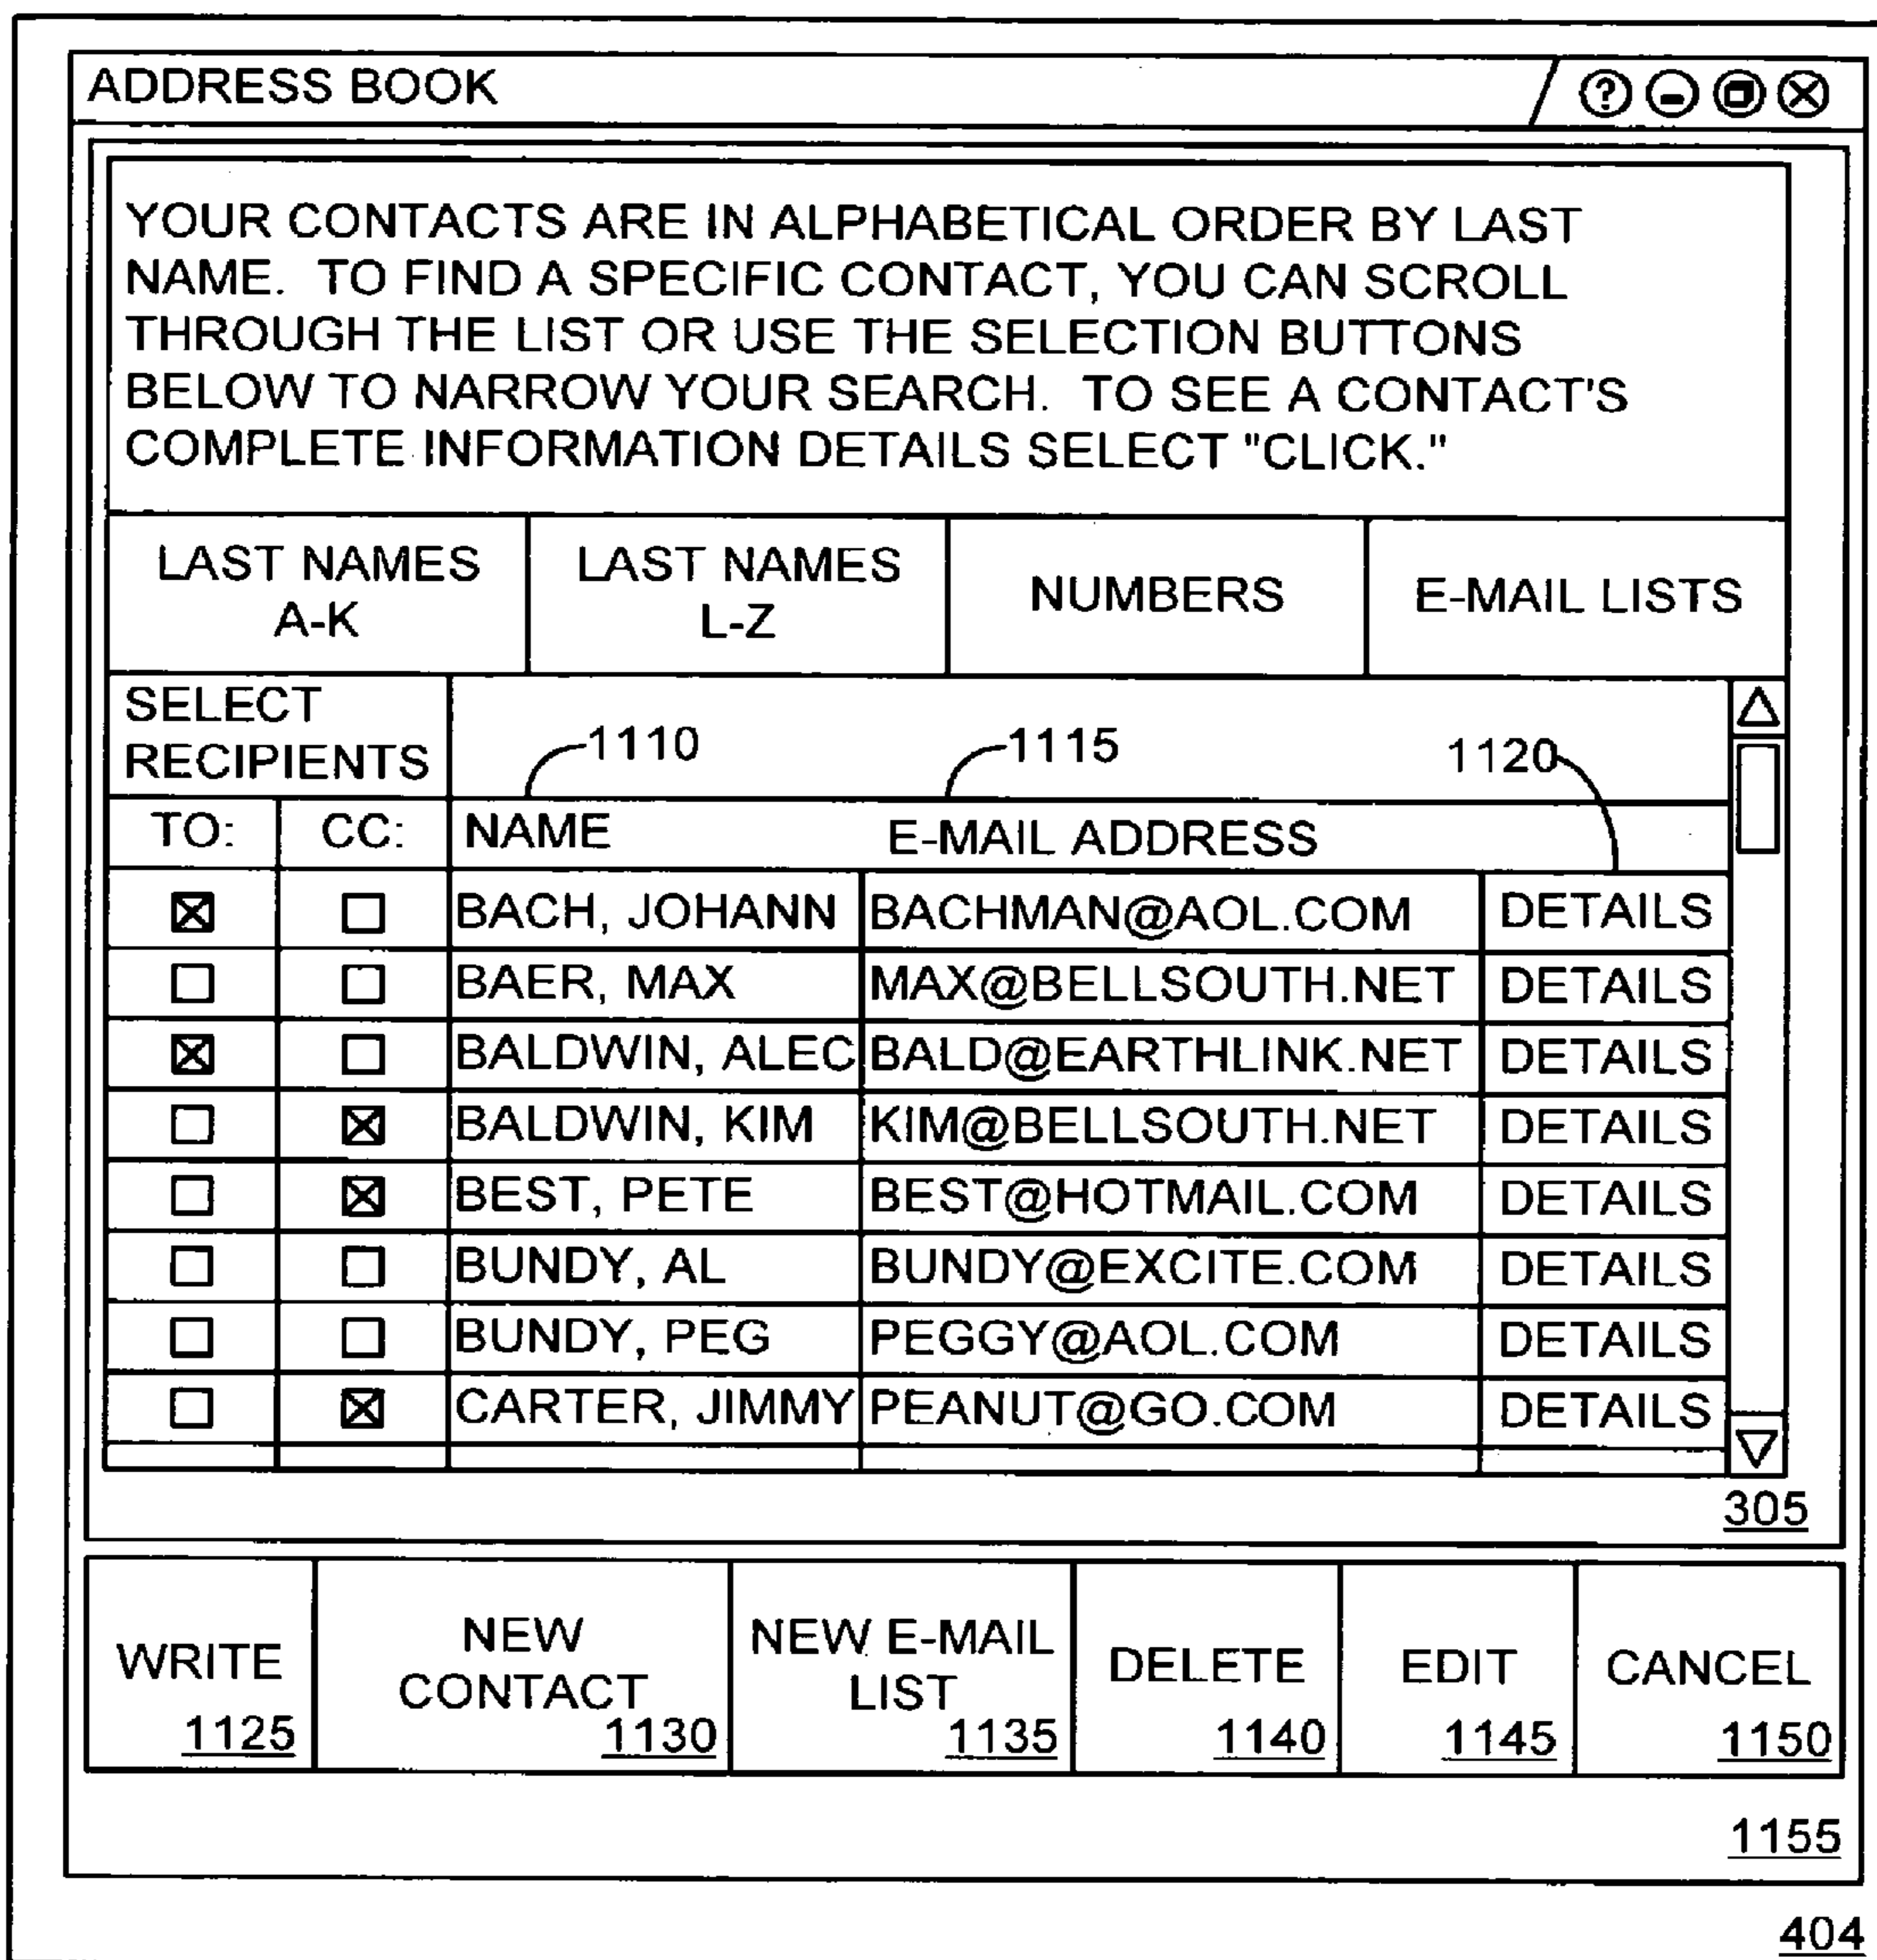 ADDRESS BOOK
?
YOUR CONTACTS ARE IN ALPHABETICAL ORDER BY LAST
NAME. TO FIND A SPECIFIC CONTACT, YOU CAN SCROLL
THROUGH THE LIST OR USE THE SELECTION BUTTONS
BELOW TO NARROW YOUR SEARCH. TO SEE A CONTACT'S
COMPLETE INFORMATION DETAILS SELECT "CLICK."
LAST NAMES
A-K
LAST NAMES
L-Z
NUMBERS
E-MAIL LISTS
SELECT
RECIPIENTS
1110
1115
1120
TO: CC: NAME E-MAIL ADDRESS
BACH, JOHANN BACHMAN@AOL.COM DETAILS
BAER, MAX MAX@BELLSOUTH.NET DETAILS
BALDWIN, ALEC BALD@EARTHLINK.NET DETAILS
BALDWIN, KIM KIM@BELLSOUTH.NET DETAILS
BEST, PETE BEST@HOTMAIL.COM DETAILS
BUNDY, AL BUNDY@EXCITE.COM DETAILS
BUNDY, PEG PEGGY@AOL.COM DETAILS
CARTER, JIMMY PEANUT@GO.COM DETAILS
305
WRITE
1125
NEW
CONTACT
1130
NEW E-MAIL
LIST
1135
DELETE
1140
EDIT
1145
CANCEL
1150
1155
404